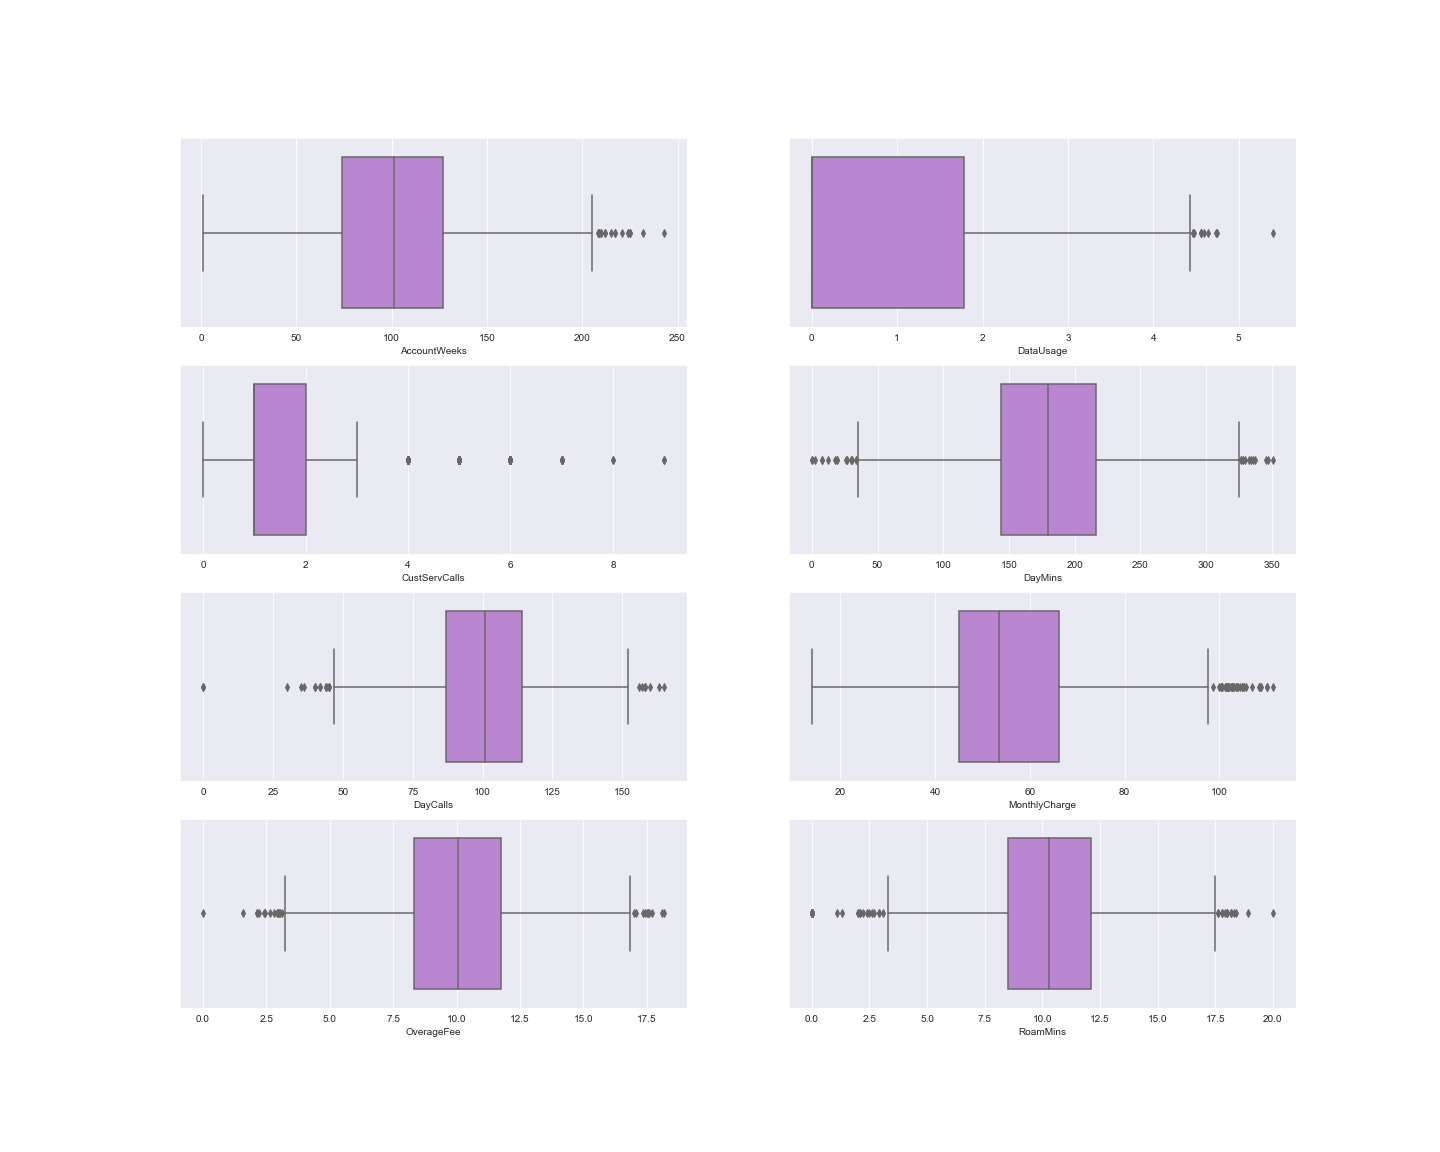 0 50 100 150 200 250
AccountWeeks
0 1 2 3 4 5
DataUsage
0 2 4 6 8
CustServCalls
0 50 100 150 200 250 300 350
DayMins
0 25 50 75 100 125 150
DayCalls
20 40 60 80 100
MonthlyCharge
0.0 2.5 5.0 7.5 10.0 12.5 15.0 17.5
OverageFee
0.0 2.5 5.0 7.5 10.0 12.5 15.0 17.5 20.0
RoamMins